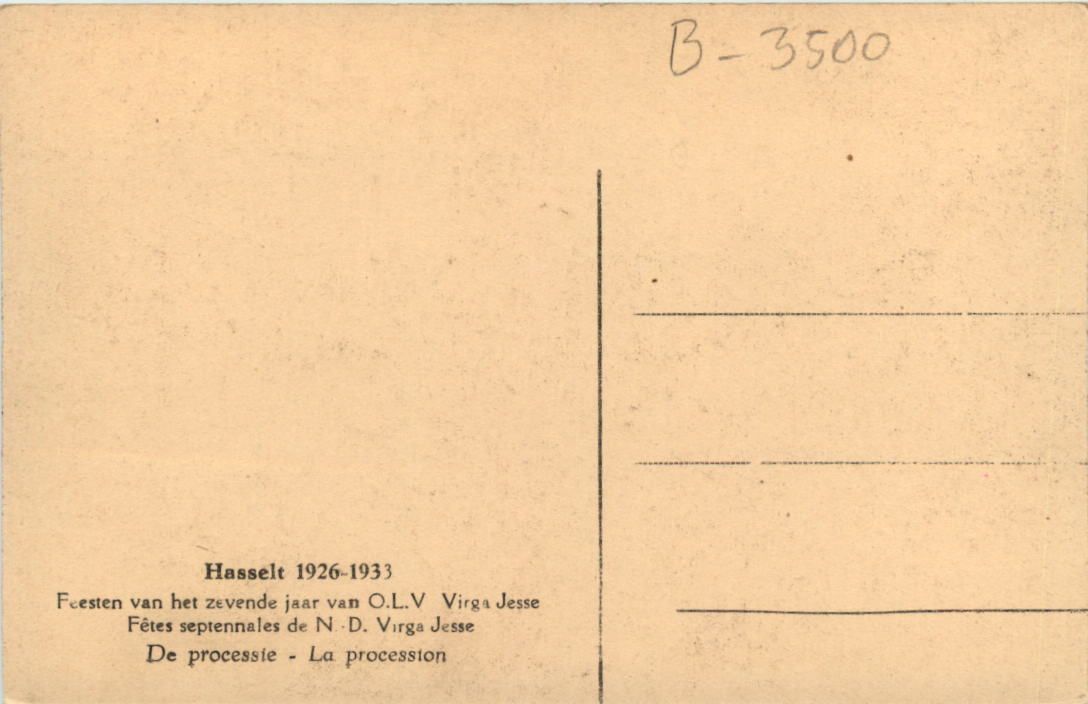 B-3500
Hasselt 1926-1933
Feesten van het zevende jaar van O.L.V Virga Jesse
Fêtes septennales de N.-D. Virga Jesse
De processie - La procession